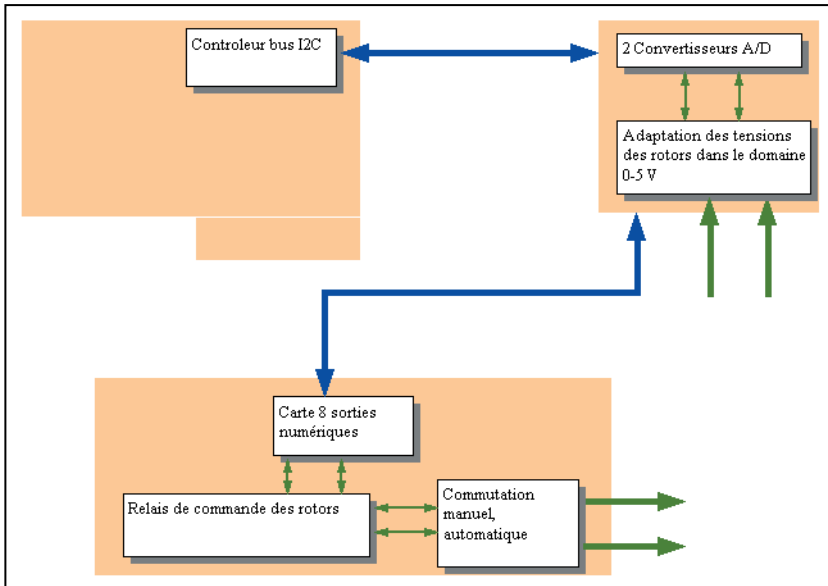 Controleur bus I2C
2 Convertisseurs A/D
Adaptation des tensions
des rotors dans le domaine
0-5 V
Carte 8 sorties
numériques
Relais de commande des rotors
Commutation
manuel,
automatique